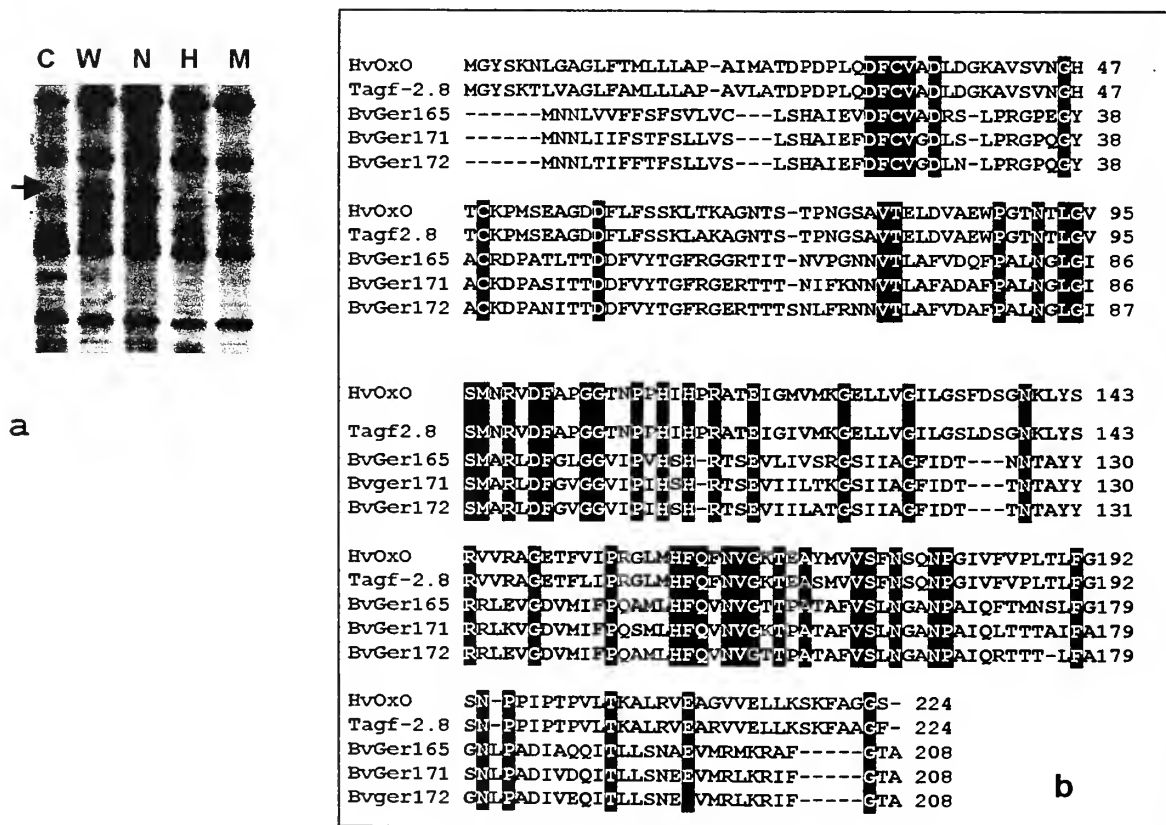 C W N H M
a
HvOxO MGYSKNLGAGLFTMLLLAP-AIMATDPDPLQDFCVADLDGKAVSVNGH 47
Tagf-2.8 MGYSKTLVAGLFAMLLLAP-AVLATDPDPLQDFCVADLDGKAVSVNGH 47
BvGer165 -------MNNLVVFFSFSVLVC---LSHAIEVDFCVADRS-LPRGPEGY 38
BvGer171 -------MNNLTIFSTFSLLVS---LSHAIEFDFCVGDLS-LPRGPQGY 38
BvGer172 -------MNNLTIIFFTFSLLVS---LSHAIEFDFCVGDLN-LPRGPQGY 38
HvOxO TCKPMSEAGDDFLFSSKLTKAGNTS-TPNGSAVTELDVAEWPGTNTLGV 95
Tagf2.8 TCKPMSEAGDDFLFSSKLAKAGNTS-TPNGSAVTELDVAEWPGTNTLGV 95
BvGer165 ACRDPATLTTDDFVYTGFRGGRTIT-NVPGNNVTLAFVDQFPALNGLGI 86
BvGer171 ACKDPASITTDDFVYTGFRGERTTT-NIFKNNVTLAFADAFPALNGLGI 86
BvGer172 ACKDPANITTDDFVYTGFRGERTTTSNLFRNNVTLAFVDAFPALNGLGI 87
HvOxO SMNRVDFAPGGTNPPHIHPRATEIGMVMKGELLVGILGSFDSGNKLYS 143
Tagf2.8 SMNRVDFAPGGTNPPHIHPRATEIGIVMKGELLVGILGSLDSGNKLYS 143
BvGer165 SMARLDFGLGGVIPVHSH-RTSEVLIVSRGSIIAGFIDT---NNTAYY 130
Bvger171 SMARLDFGVGGVIPIHSH-RTSEVIILTKGSIIAGFIDT---TNTAYY 130
BvGer172 SMARLDFGVGGVIPIHSH-RTSEVIIILATGSIIAGFIDT---TNTAYY 131
HvOxO RVVRAGETFVIPRGLMHFQFNVGKTEAYMVVSFNSQNPGIVFVPLTLFG192
Tagf-2.8 RVVRAGETFLIPRGLMHFQFNVGKTEASMVVSFNSQNPGIVFVPLTLFG192
BvGer165 RRLEVGDVMIFPQAMLHFQVNVGTTPATAFVSLNGANPAIQFTMNSLFG179
BvGer171 RRLKVGDVMIFPQSMLHFQVNVGKTPATAFVSLNGANPAIQLTTTAIFA179
BvGer172 RRLEVGDVMIFPQAMLHFQVNVGTTPATAFVSLNGANPAIQRTTT-LFA179
HvOxO SN-PPIPTPVLTKALRVEAGVVELLKSKFAGGS- 224
Tagf-2.8 SN-PPIPTPVLTKALRVEARVVELLKSKFAAGF- 224
BvGer165 GNLPADIAQQITLLSNAEVMRMKRAF-----GTA 208
BvGer171 SNLPADIVDQITLLSNEEVMRLKRIF-----GTA 208
Bvger172 GNLPADIVEQITLLSNEVVMRLKRIF-----GTA 208
b